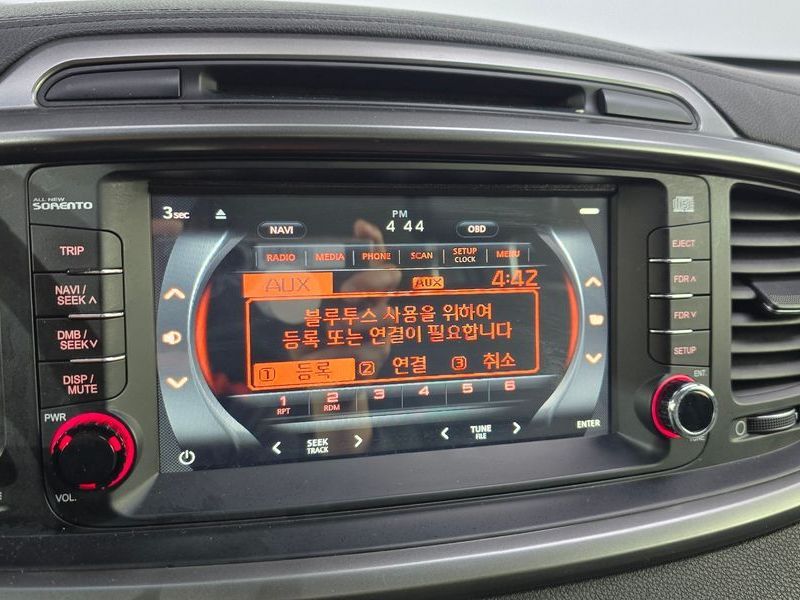 ALL NEW
SORENTO
TRIP
NAVI /
SEEK ∧
DMB /
SEEK ∨
DISP /
MUTE
PWR
VOL.
3sec
NAVI
PM
4 44
OBD
RADIO MEDIA PHONE SCAN SETUP CLOCK MENU
AUX AUX 4:42
블루투스 사용을 위하여
등록 또는 연결이 필요합니다
① 등록 ② 연결 ③ 취소
1 2 3 4 5 6
RPT RDM
< SEEK TRACK >
< TUNE FILE >
ENTER
EJECT
FDR ∧
FDR ∨
SETUP
ENT.
TUNE